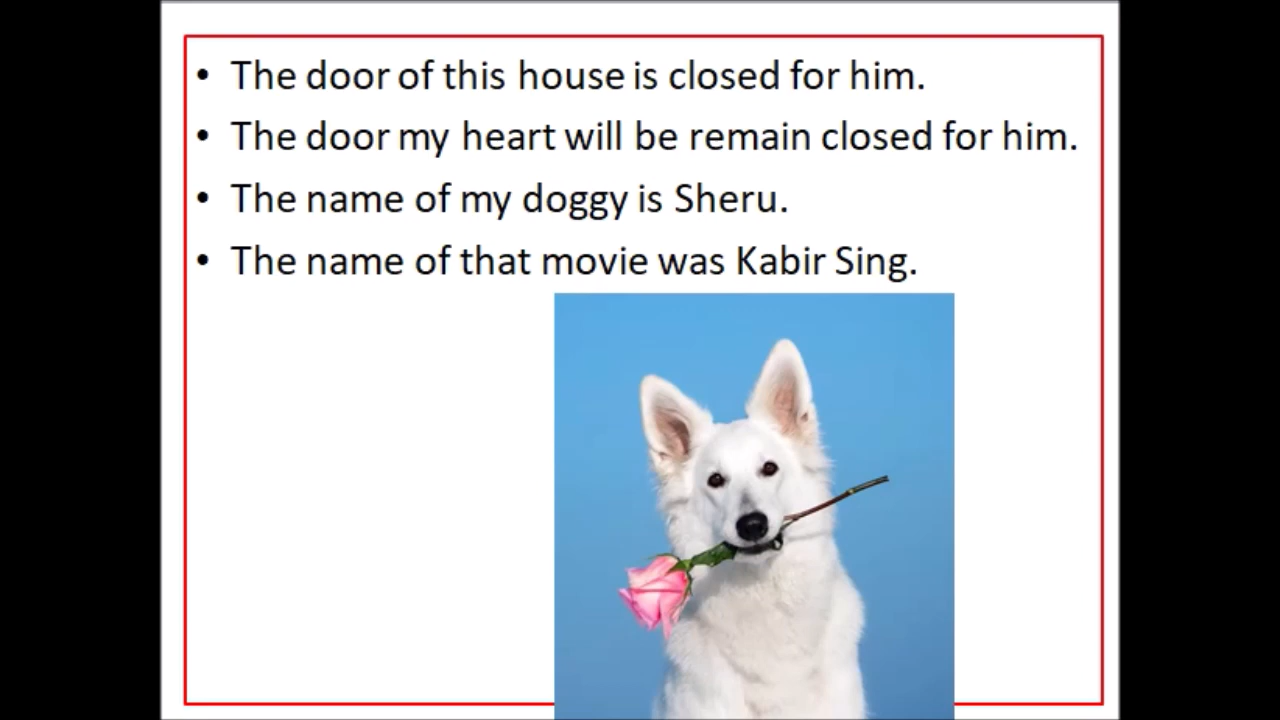 • The door of this house is closed for him.
• The door my heart will be remain closed for him.
• The name of my doggy is Sheru.
• The name of that movie was Kabir Sing.